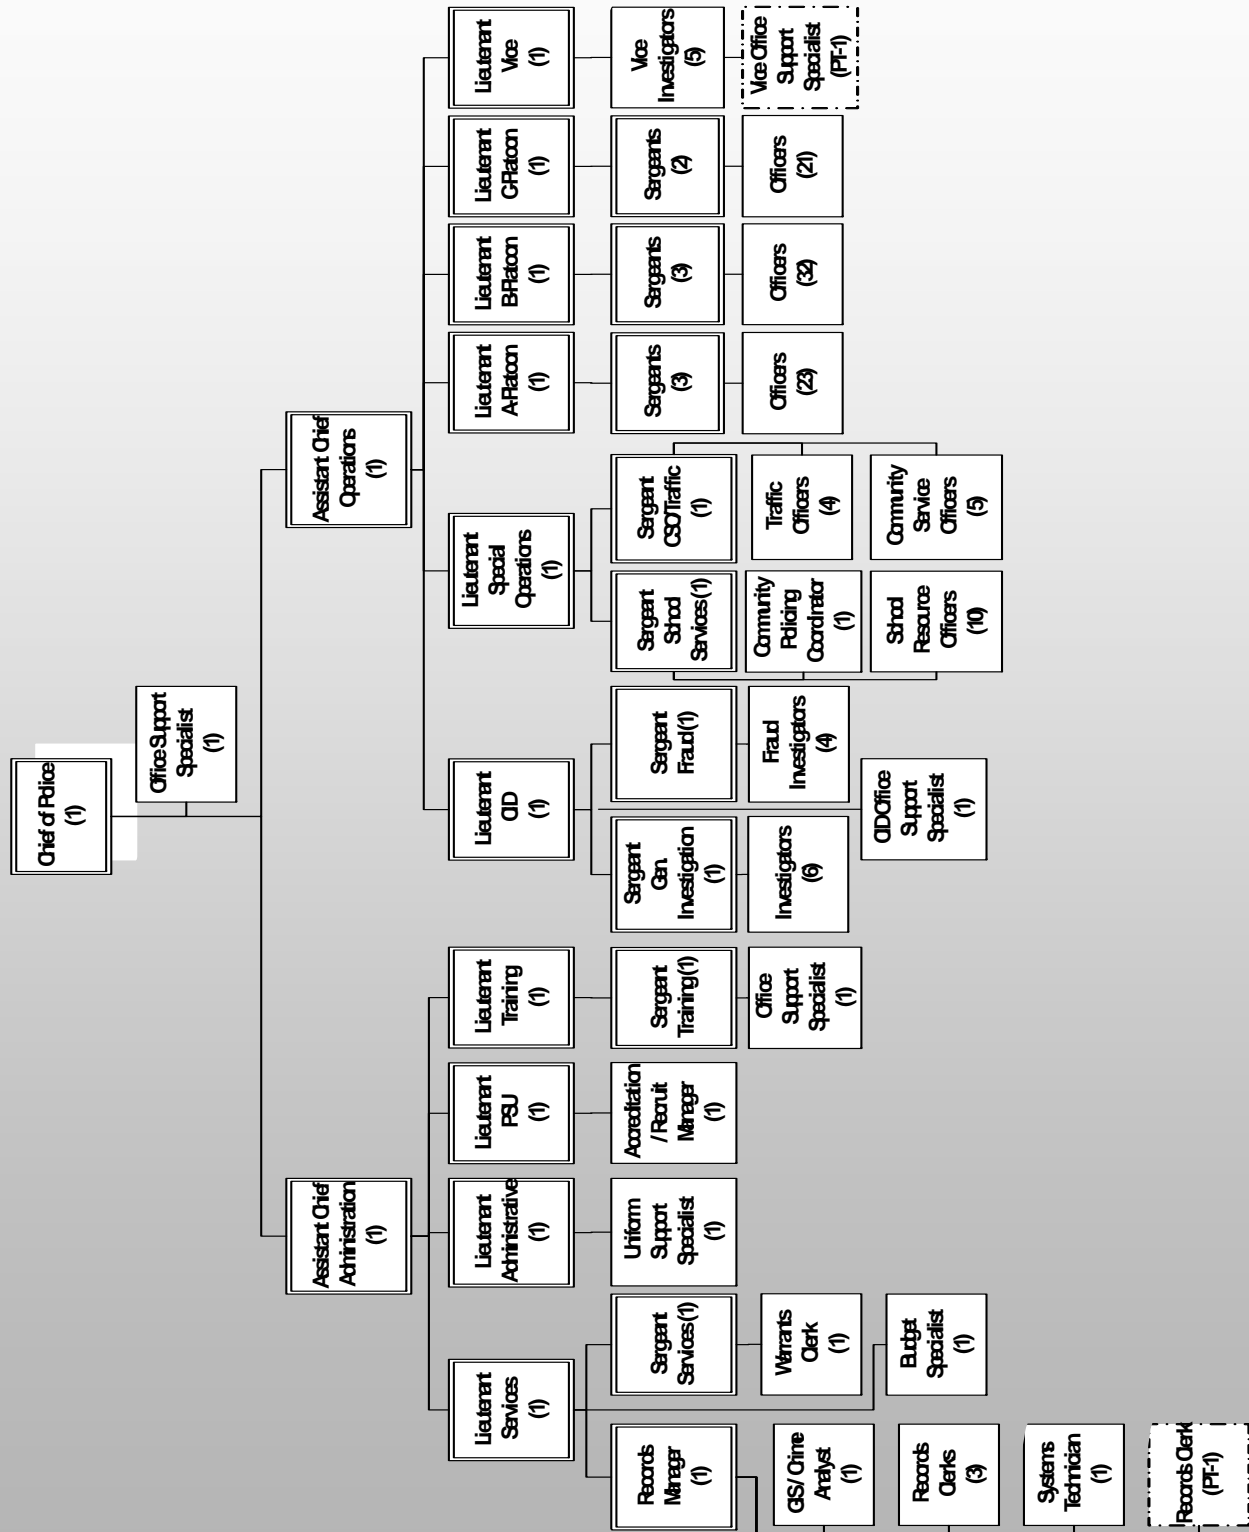 Chief of Police
(1)
Office Support
Specialist
(1)
Assistant Chief
Administration
(1)
Assistant Chief
Operations
(1)
Lieutenant
Services
(1)
Lieutenant
Administrative
(1)
Lieutenant
PSU
(1)
Lieutenant
Training
(1)
Lieutenant
CID
(1)
Lieutenant
Special
Operations
(1)
Lieutenant
A-Platoon
(1)
Lieutenant
B-Platoon
(1)
Lieutenant
C-Platoon
(1)
Lieutenant
Vice
(1)
Records
Manager
(1)
Sergeant
Services (1)
Uniform
Support
Specialist
(1)
Accreditation
/ Recruit
Manager
(1)
Sergeant
Training (1)
Sergeant
Gen.
Investigation
(1)
Sergeant
Fraud (1)
Sergeant
School
Services (1)
Sergeant
CSO/Traffic
(1)
Sergeants
(3)
Sergeants
(3)
Sergeants
(2)
Vice
Investigators
(5)
GIS / Crime
Analyst
(1)
Warrants
Clerk
(1)
Office
Support
Specialist
(1)
Investigators
(6)
Fraud
Investigators
(4)
Community
Policing
Coordinator
(1)
Traffic
Officers
(4)
Officers
(23)
Officers
(32)
Officers
(21)
Vice Office
Support
Specialist
(PT-1)
Records
Clerks
(3)
Budget
Specialist
(1)
CID Office
Support
Specialist
(1)
School
Resource
Officers
(10)
Community
Service
Officers
(5)
Systems
Technician
(1)
Records Clerk
(PT-1)